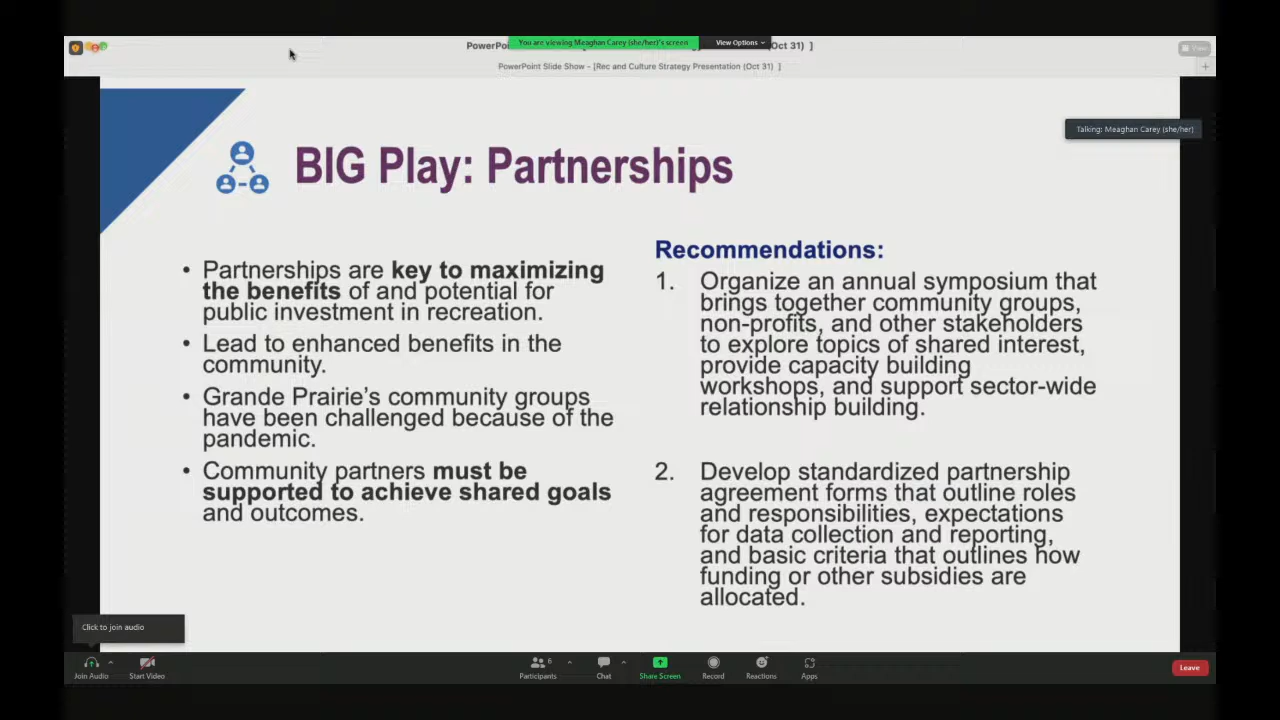 PowerPoi
You are viewing Meaghan Carey (she/her)'s screen
View Options
Oct 31) ]
PowerPoint Slide Show - [Rec and Culture Strategy Presentation (Oct 31) ]
View
Talking: Meaghan Carey (she/her)
BIG Play: Partnerships
• Partnerships are key to maximizing
the benefits of and potential for
public investment in recreation.
• Lead to enhanced benefits in the
community.
• Grande Prairie's community groups
have been challenged because of the
pandemic.
• Community partners must be
supported to achieve shared goals
and outcomes.
Recommendations:
1. Organize an annual symposium that
brings together community groups,
non-profits, and other stakeholders
to explore topics of shared interest,
provide capacity building
workshops, and support sector-wide
relationship building.
2. Develop standardized partnership
agreement forms that outline roles
and responsibilities, expectations
for data collection and reporting,
and basic criteria that outlines how
funding or other subsidies are
allocated.
Click to join audio
Join Audio
Start Video
6
Participants
Chat
Share Screen
Record
Reactions
Apps
Leave